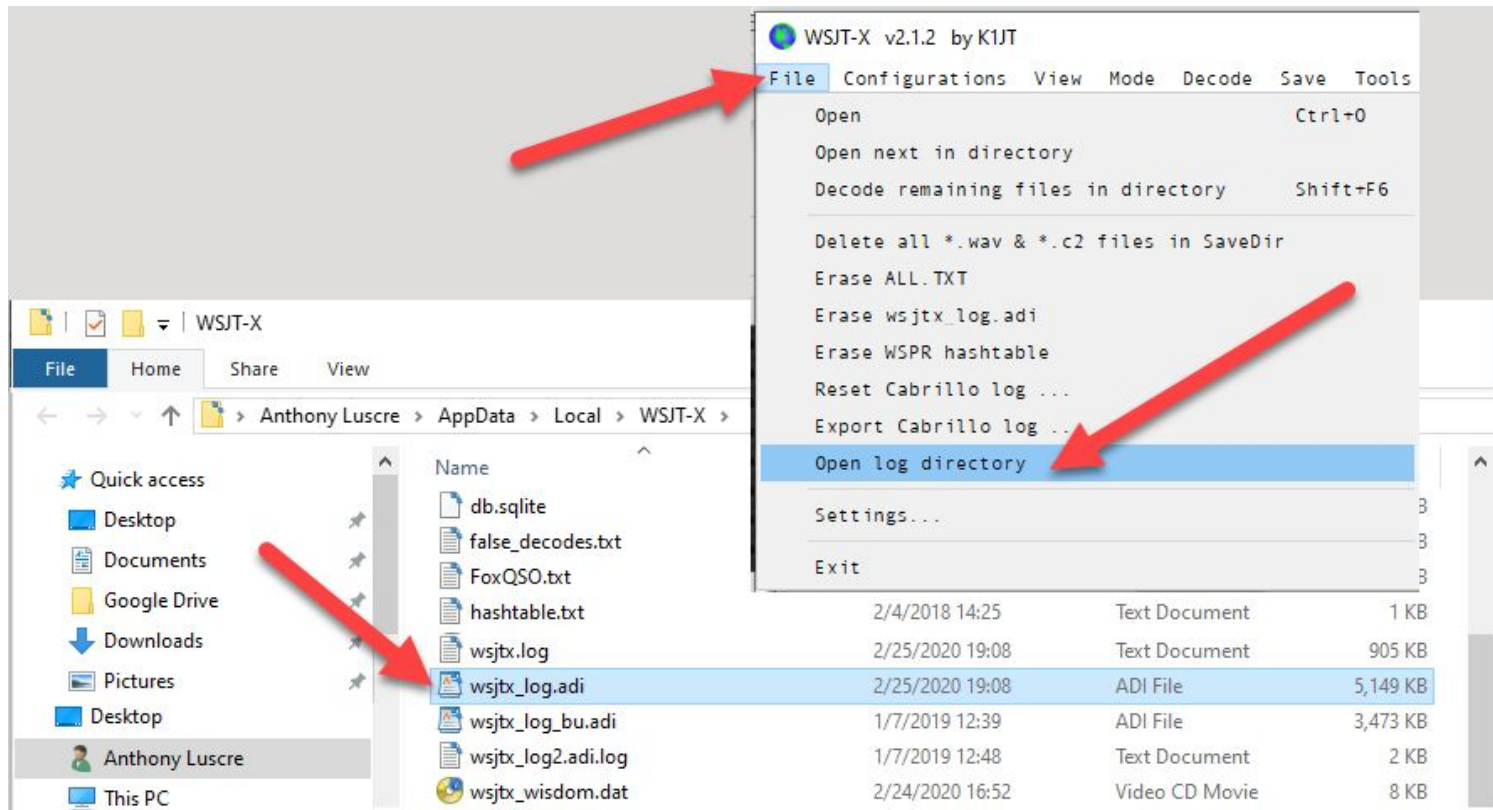 WSJT-X v2.1.2 by K1JT
File Configurations View Mode Decode Save Tools
Open Ctrl+O
Open next in directory
Decode remaining files in directory Shift+F6
Delete all *.wav & *.c2 files in SaveDir
Erase ALL.TXT
Erase wsjtx_log.adi
Erase WSPR hashtable
Reset Cabrillo log ...
Export Cabrillo log ..
Open log directory
Settings...
Exit
WSJT-X
File Home Share View
> Anthony Luscre > AppData > Local > WSJT-X >
Quick access
Desktop
Documents
Google Drive
Downloads
Pictures
Desktop
Anthony Luscre
This PC
Name
db.sqlite
false_decodes.txt
FoxQSO.txt
hashtable.txt 2/4/2018 14:25 Text Document 1 KB
wsjtx.log 2/25/2020 19:08 Text Document 905 KB
wsjtx_log.adi 2/25/2020 19:08 ADI File 5,149 KB
wsjtx_log_bu.adi 1/7/2019 12:39 ADI File 3,473 KB
wsjtx_log2.adi.log 1/7/2019 12:48 Text Document 2 KB
wsjtx_wisdom.dat 2/24/2020 16:52 Video CD Movie 8 KB